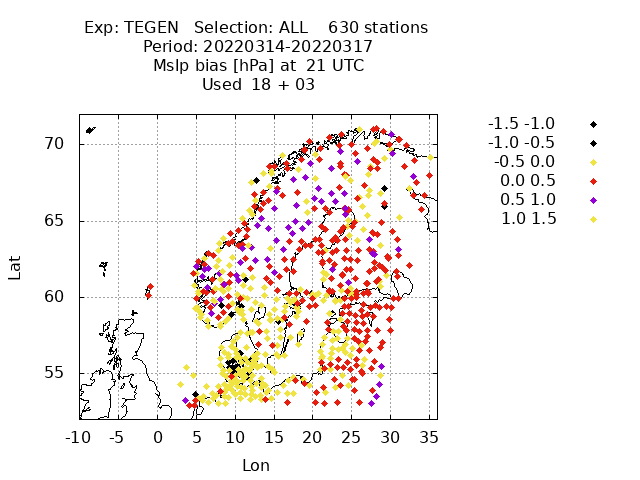 Exp: TEGEN   Selection: ALL    630 stations
Period: 20220314-20220317
Mslp bias [hPa] at  21 UTC
Used  18 + 03
-1.5 -1.0
-1.0 -0.5
-0.5 0.0
0.0 0.5
0.5 1.0
1.0 1.5
70
65
60
55
Lat
-10 -5 0 5 10 15 20 25 30 35
Lon